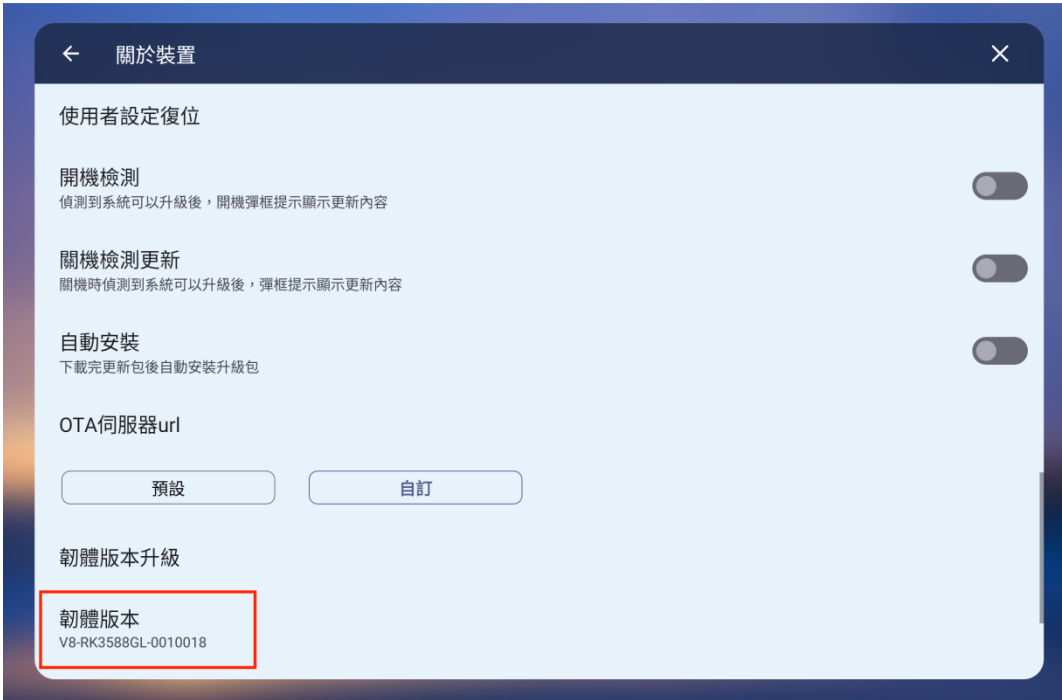 關於裝置
使用者設定復位
開機檢測
偵測到系統可以升級後，開機彈框提示顯示更新內容
關機檢測更新
關機時偵測到系統可以升級後，彈框提示顯示更新內容
自動安裝
下載完更新包後自動安裝升級包
OTA伺服器url
預設
自訂
韌體版本升級
韌體版本
V8-RK3588GL-0010018